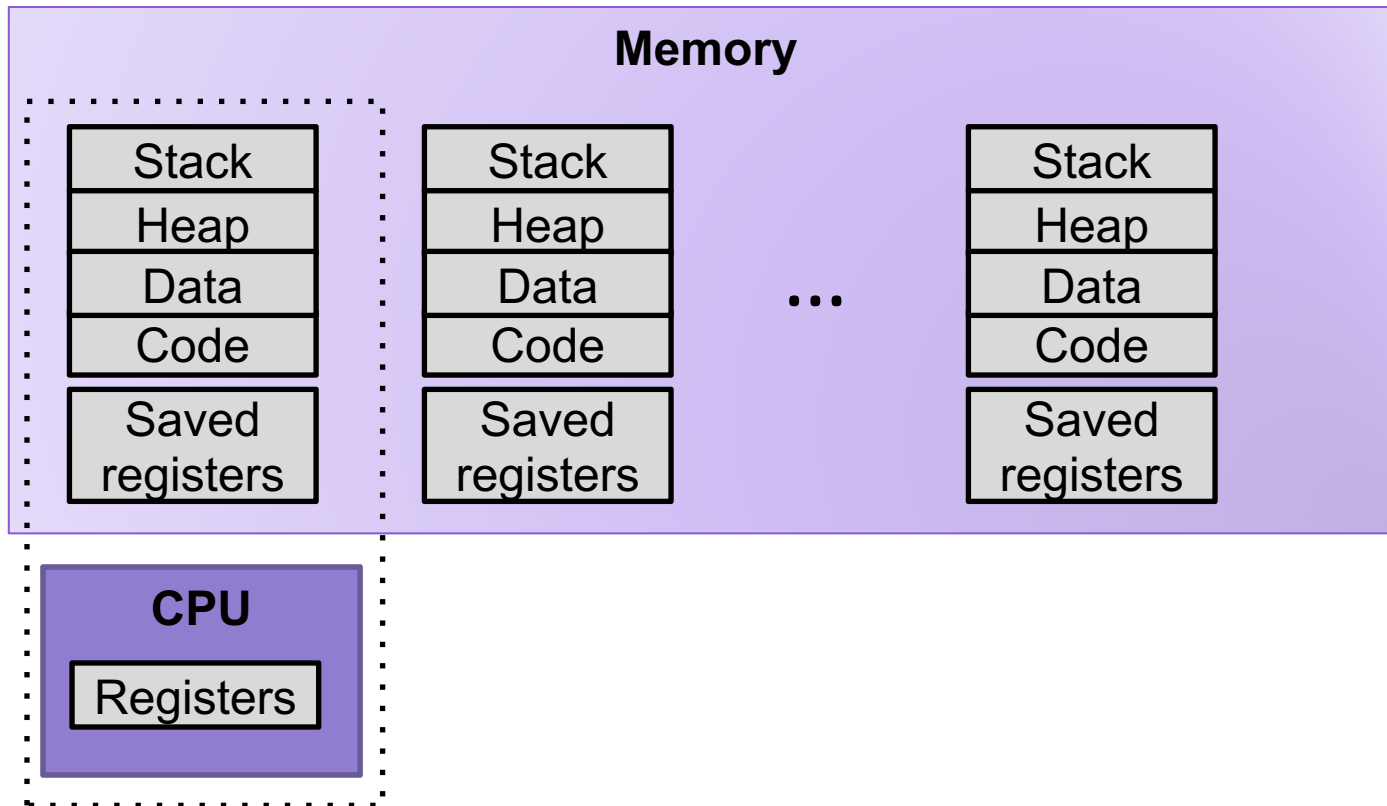 Memory
Stack
Heap
Data
Code
Saved
registers
Stack
Heap
Data
Code
Saved
registers
...
Stack
Heap
Data
Code
Saved
registers
CPU
Registers